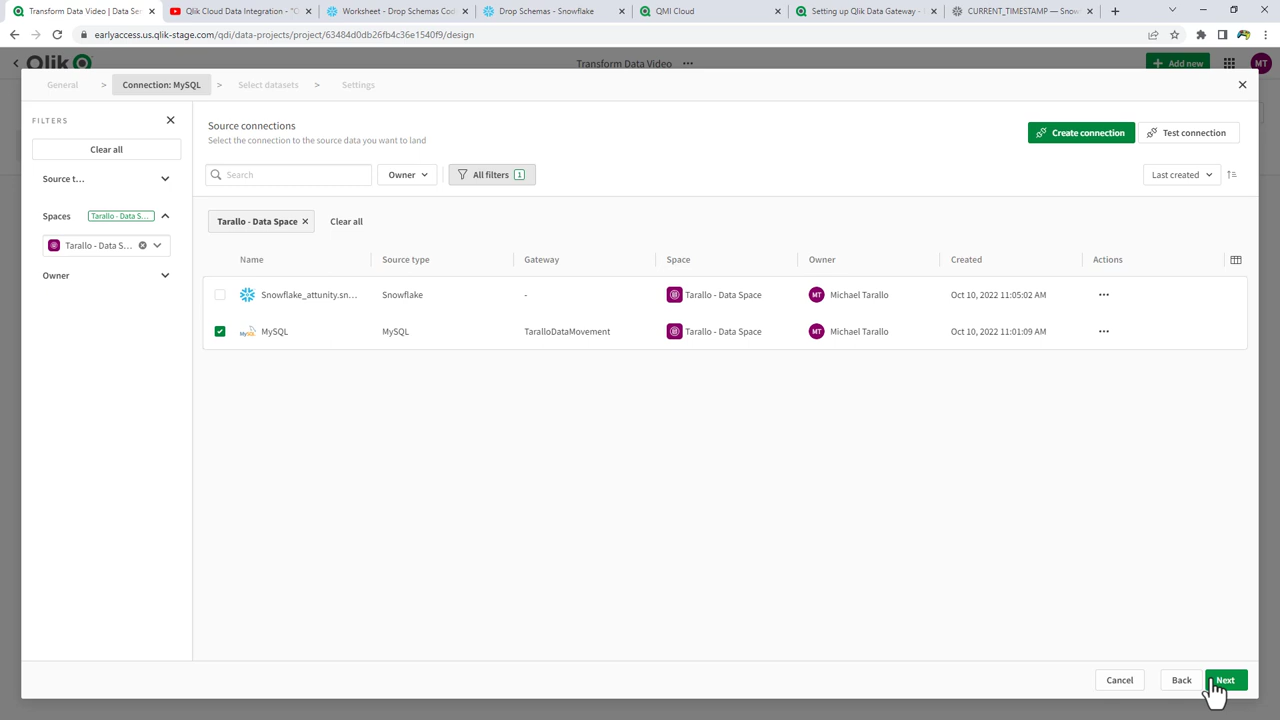 Transform Data Video | Data Ser
Qlik Cloud Data Integration - "C
Worksheet - Drop Schemas Code
Drop Schemas - Snowflake
QMI Cloud
Setting up Qlik Data Gateway -
CURRENT_TIMESTAMP — Snow
earlyaccess.us.qlik-stage.com/qdi/data-projects/project/63484d0db26fb4c36e1540f9/design
Qlik
Transform Data Video
Add new
MT
General > Connection: MySQL > Select datasets > Settings
FILTERS
Clear all
Source t...
Spaces Tarallo - Data S...
Tarallo - Data S...
Owner
Source connections
Select the connection to the source data you want to land
Create connection
Test connection
Search
Owner
All filters 1
Last created
Tarallo - Data Space
Clear all
Name Source type Gateway Space Owner Created Actions
Snowflake_attunity.sn... Snowflake - Tarallo - Data Space MT Michael Tarallo Oct 10, 2022 11:05:02 AM
MySQL MySQL MySQL TaralloDataMovement Tarallo - Data Space MT Michael Tarallo Oct 10, 2022 11:01:09 AM
Cancel
Back
Next